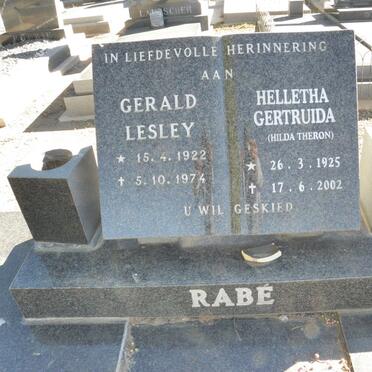 LANDSCHER
IN LIEFDEVOLLE HERINNERING
AAN
GERALD
LESLEY
★ 15.4.1922
✝ 5.10.1974
HELLETHA
GERTRUIDA
(HILDA THERON)
★ 26.3.1925
✝ 17.6.2002
U WIL GESKIED
RABÉ